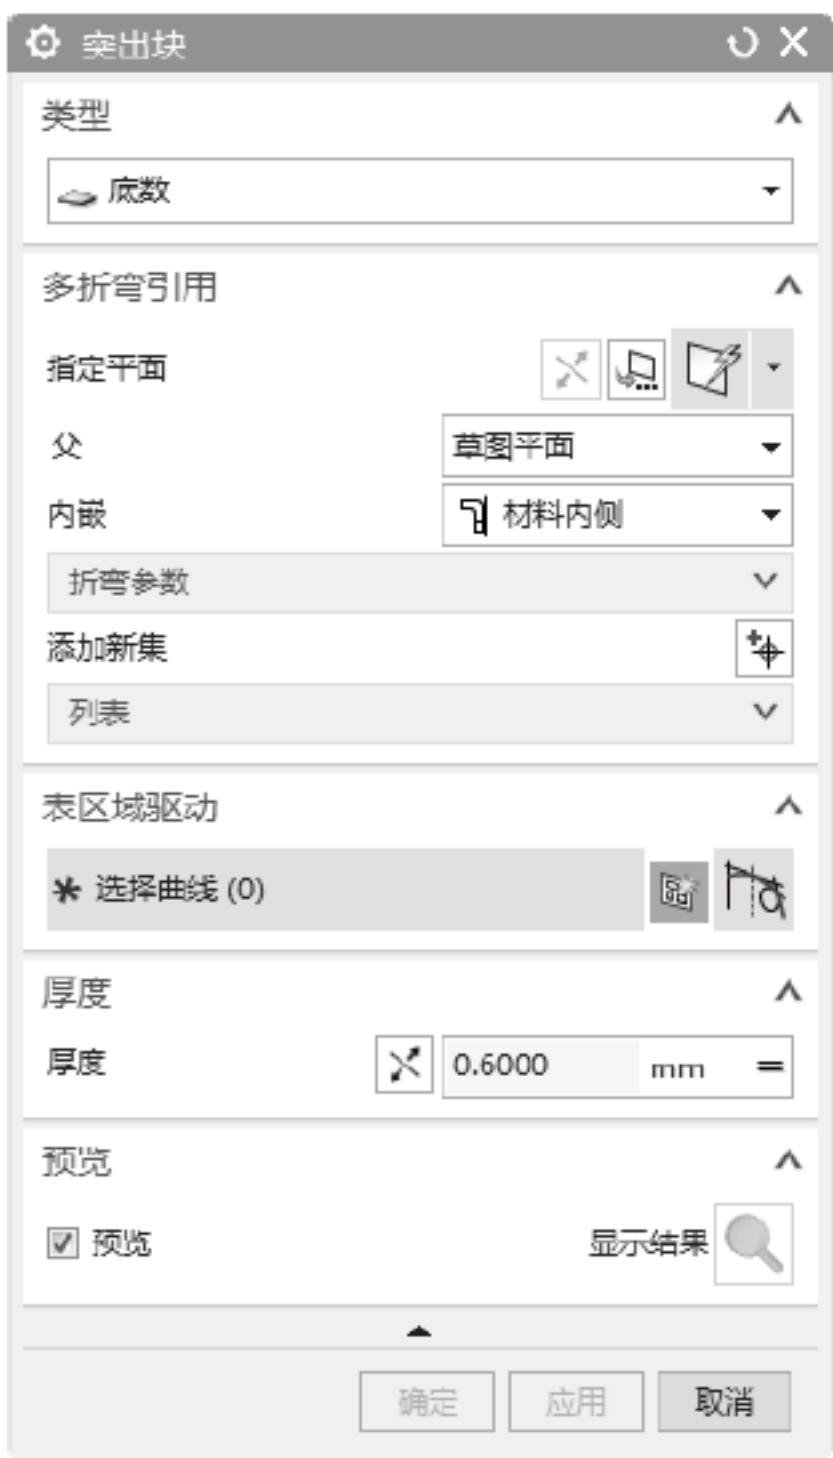 突出块
类型
底数
多折弯引用
指定平面
父
草图平面
内嵌
材料内侧
折弯参数
添加新集
列表
表区域驱动
* 选择曲线 (0)
厚度
厚度
0.6000 mm =
预览
预览
显示结果
确定
应用
取消